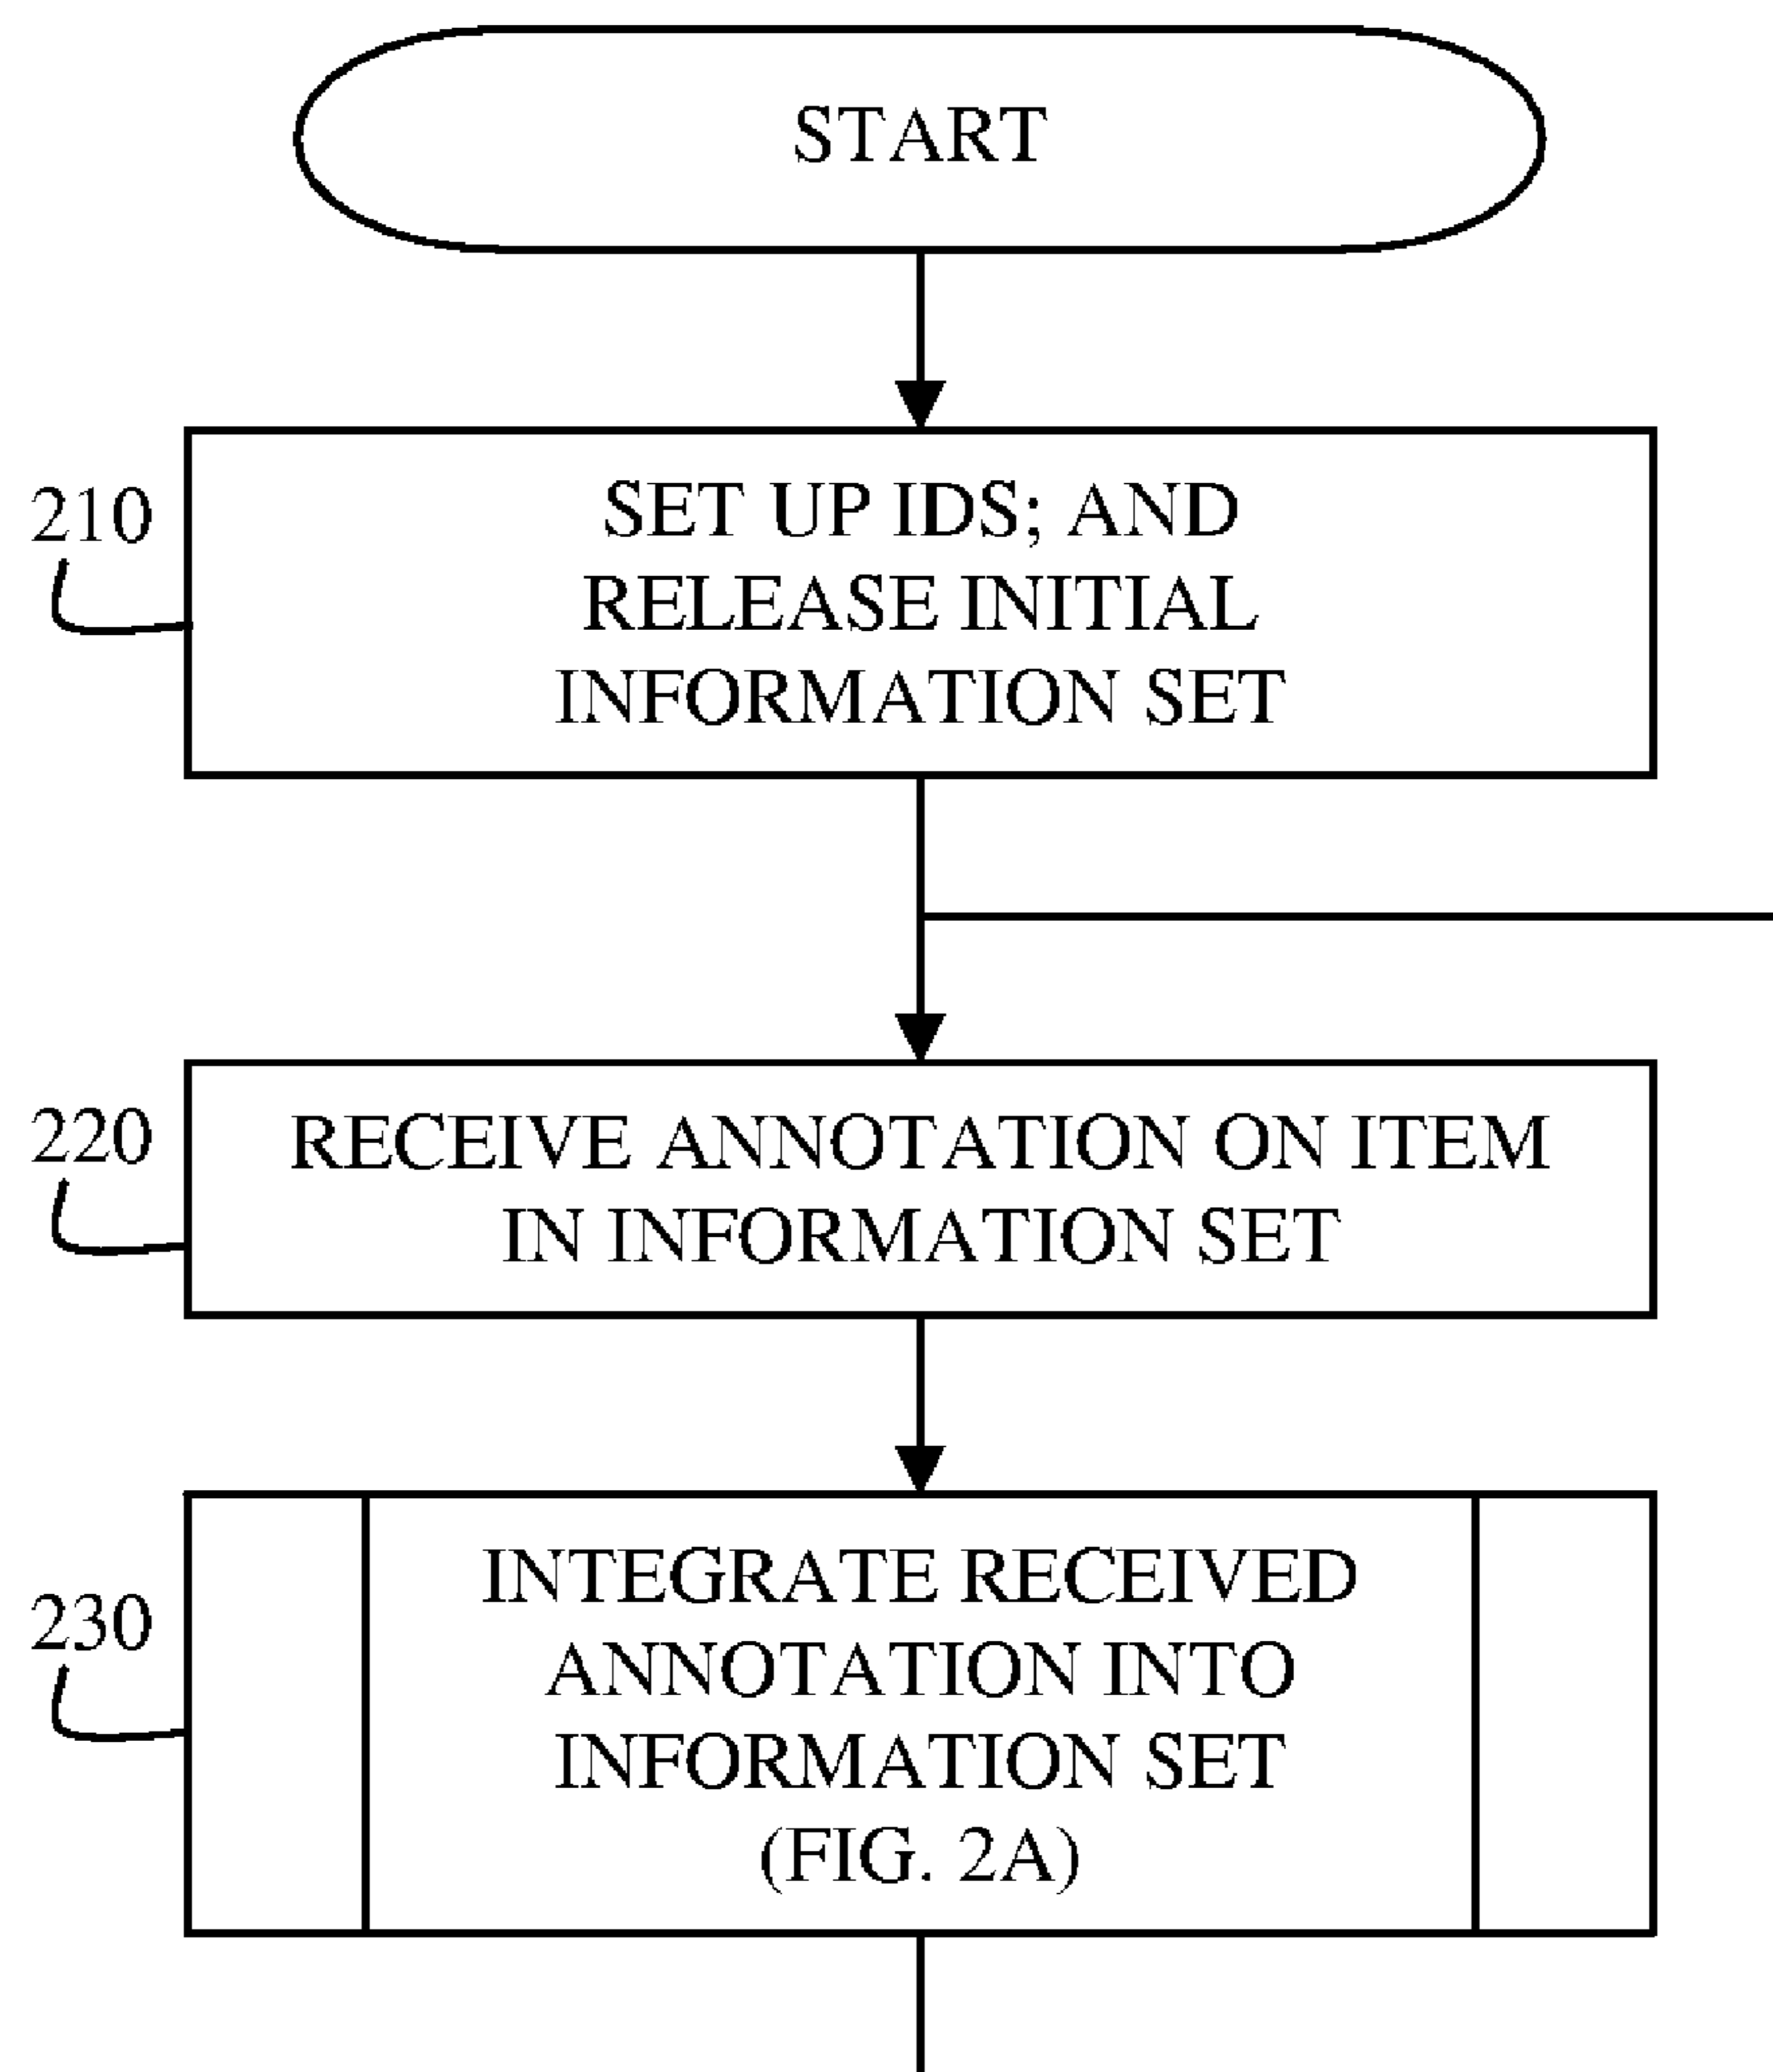 START
210
SET UP IDS; AND
RELEASE INITIAL
INFORMATION SET
220
RECEIVE ANNOTATION ON ITEM
IN INFORMATION SET
230
INTEGRATE RECEIVED
ANNOTATION INTO
INFORMATION SET
(FIG. 2A)